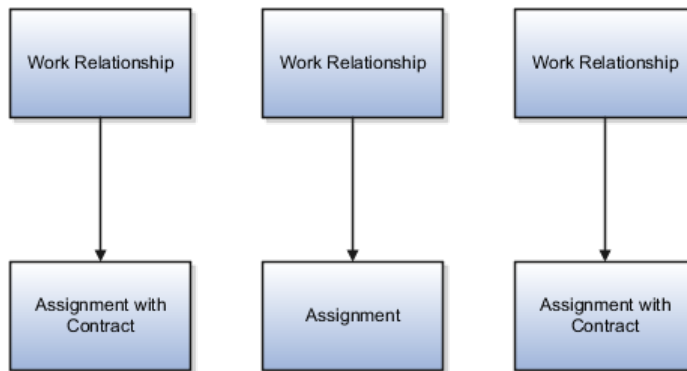 Work Relationship
Work Relationship
Work Relationship
Assignment with
Contract
Assignment
Assignment with
Contract